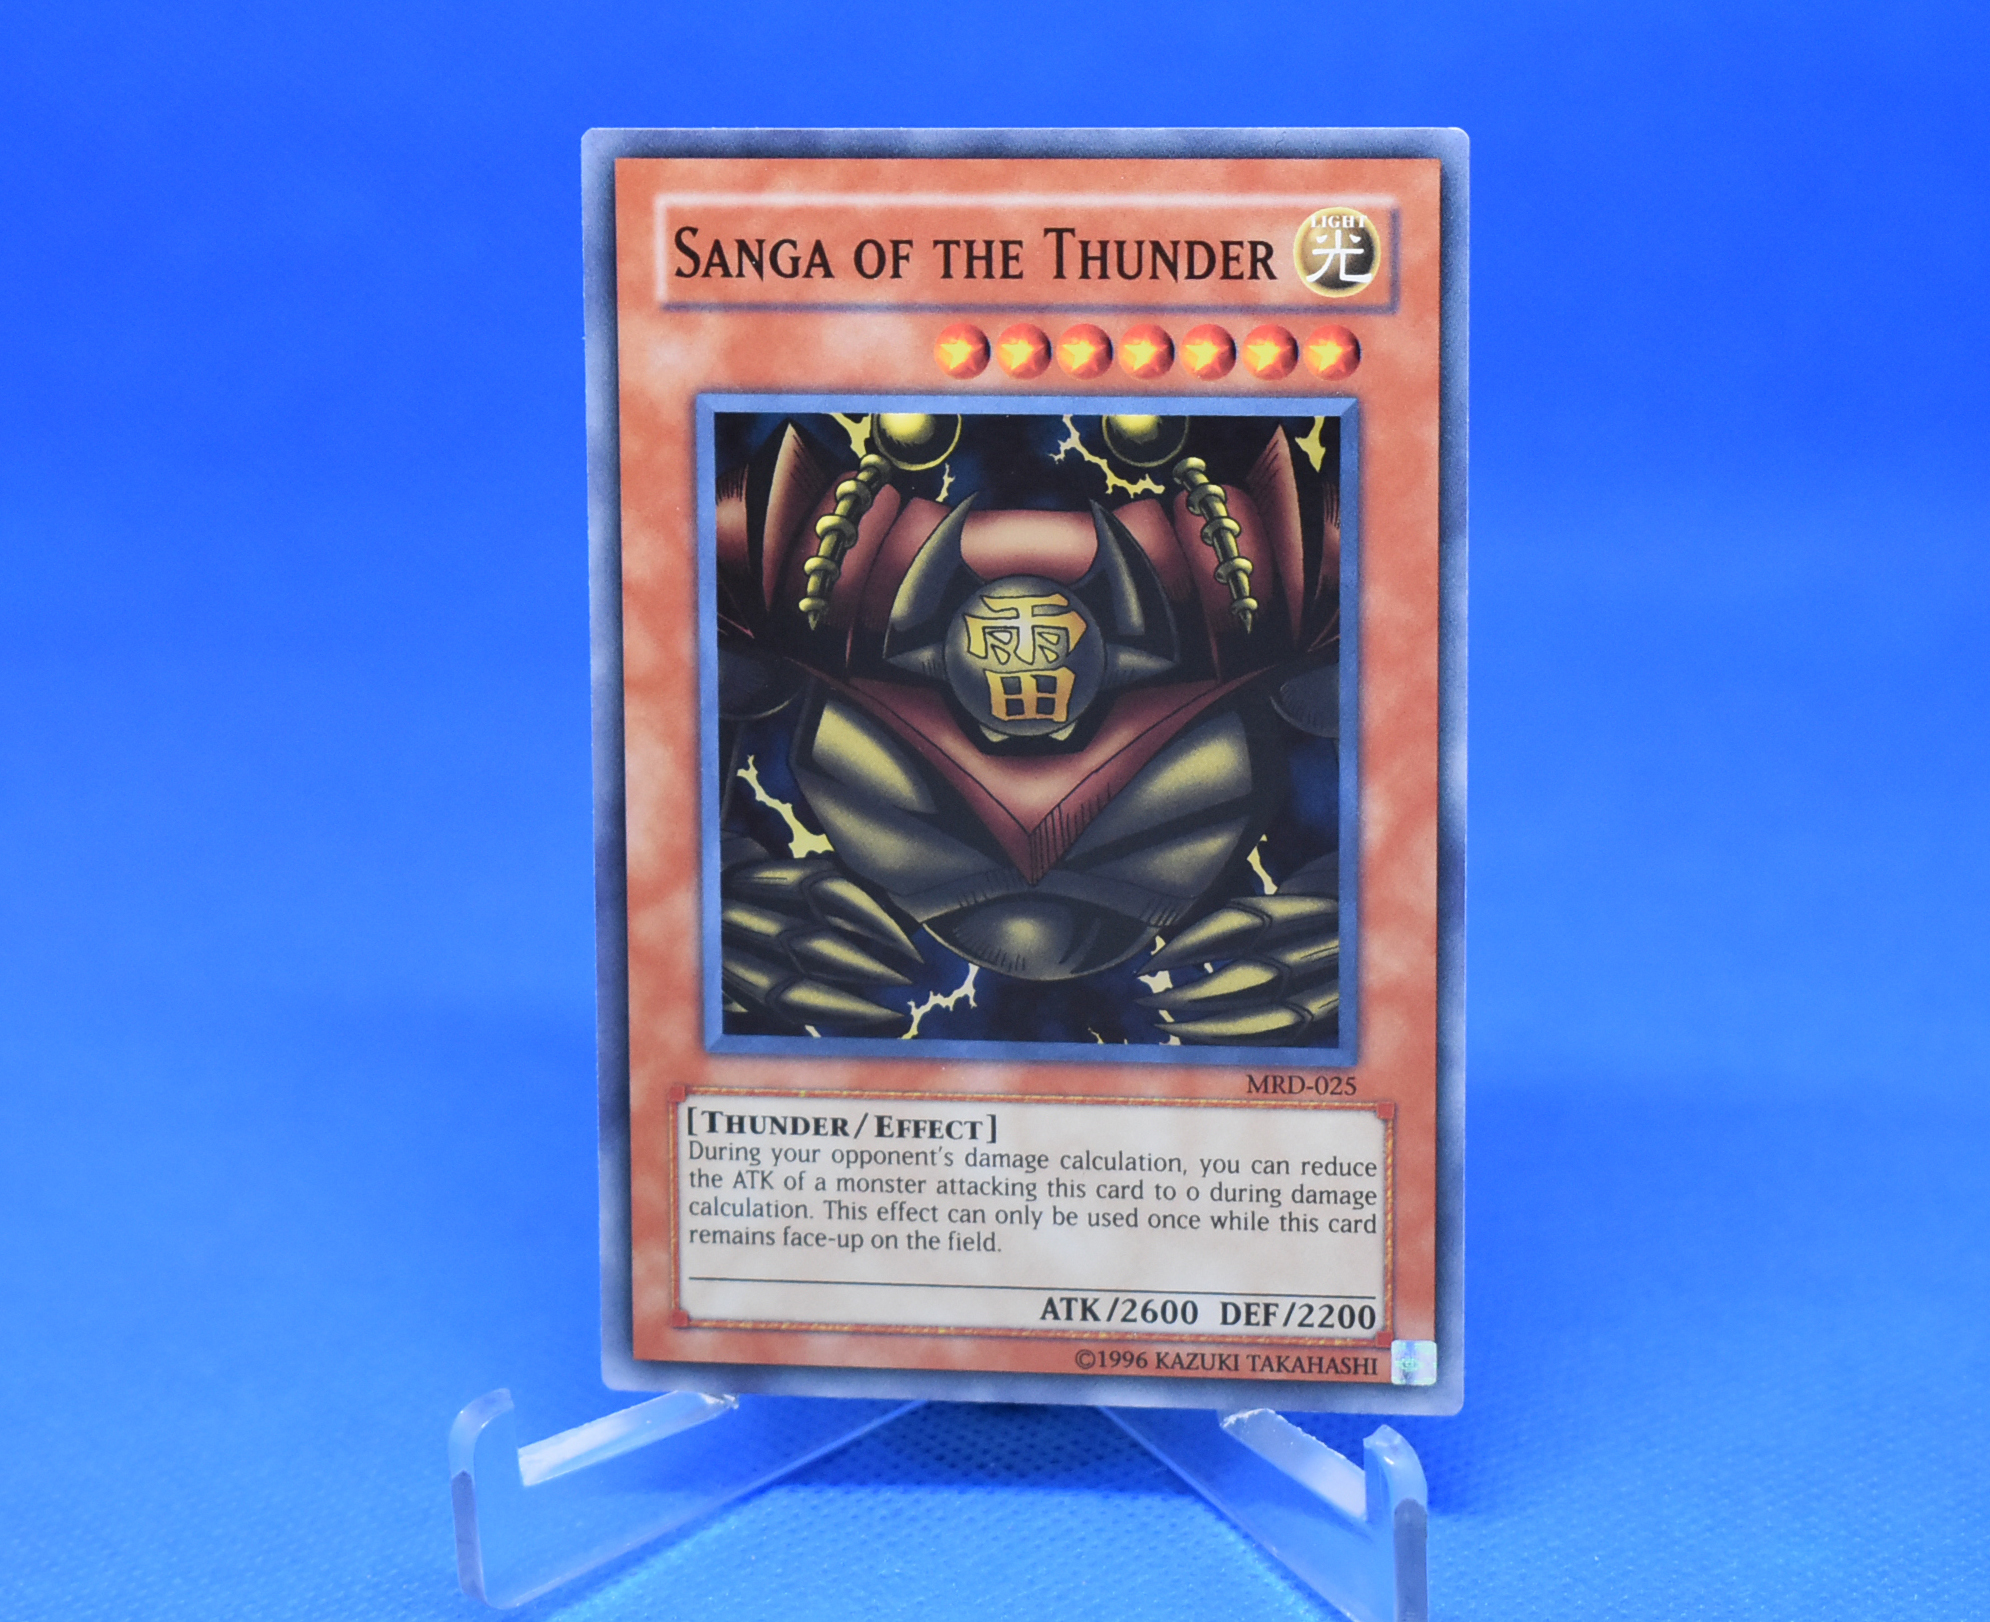 SANGA OF THE THUNDER
LIGHT
光
雷
MRD-025
[THUNDER/EFFECT]
During your opponent's damage calculation, you can reduce
the ATK of a monster attacking this card to 0 during damage
calculation. This effect can only be used once while this card
remains face-up on the field.
ATK/2600 DEF/2200
©1996 KAZUKI TAKAHASHI